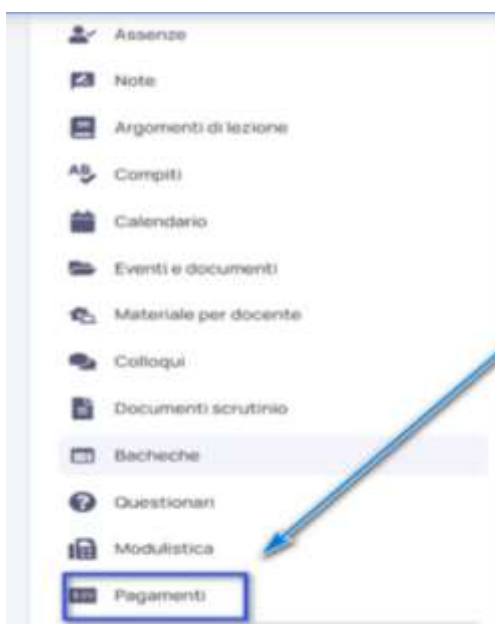 Assenze
Note
Argomenti di lezione
Compiti
Calendario
Eventi e documenti
Materiale per docente
Colloqui
Documenti scrutinio
Bacheche
Questionari
Modulistica
Pagamenti